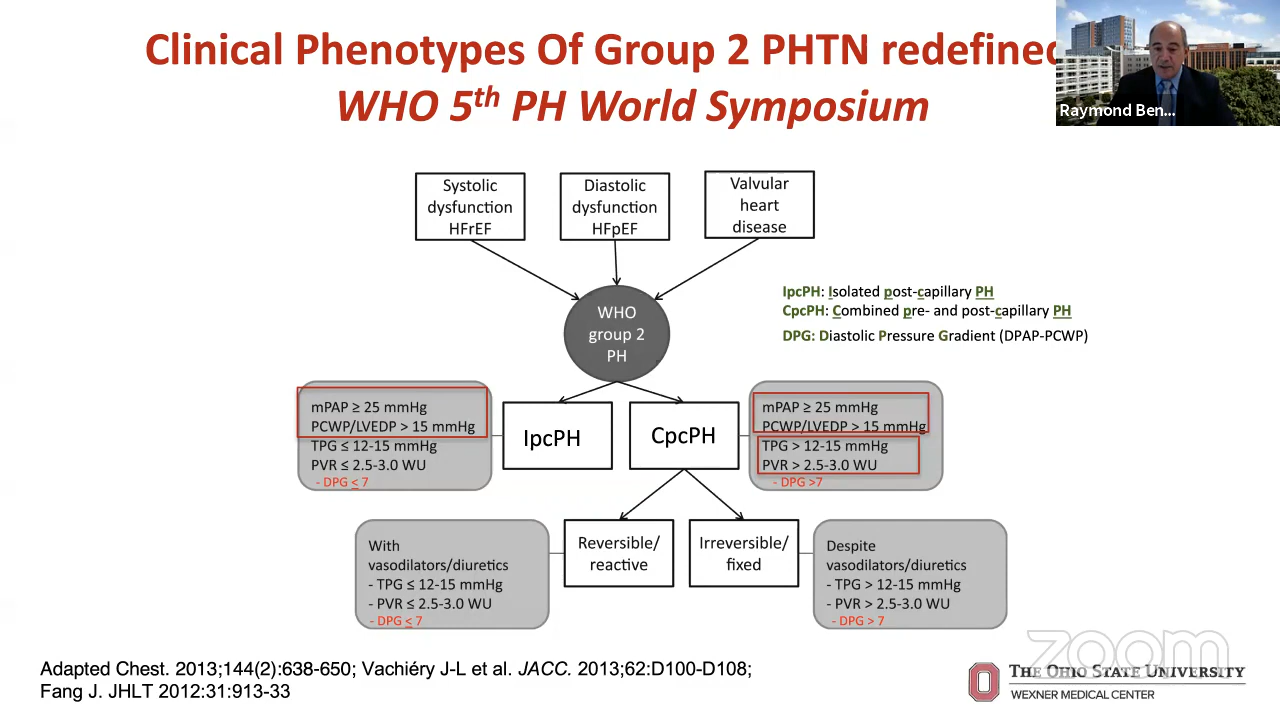 Clinical Phenotypes Of Group 2 PHTN redefined
WHO 5th PH World Symposium
Raymond Ben...
Systolic
dysfunction
HFrEF
Diastolic
dysfunction
HFpEF
Valvular
heart
disease
WHO
group 2
PH
IpcPH: Isolated post-capillary PH
CpcPH: Combined pre- and post-capillary PH
DPG: Diastolic Pressure Gradient (DPAP-PCWP)
mPAP ≥ 25 mmHg
PCWP/LVEDP > 15 mmHg
TPG ≤ 12-15 mmHg
PVR ≤ 2.5-3.0 WU
- DPG ≤ 7
IpcPH
CpcPH
mPAP ≥ 25 mmHg
PCWP/LVEDP > 15 mmHg
TPG > 12-15 mmHg
PVR > 2.5-3.0 WU
- DPG >7
With
vasodilators/diuretics
- TPG ≤ 12-15 mmHg
- PVR ≤ 2.5-3.0 WU
- DPG ≤ 7
Reversible/
reactive
Irreversible/
fixed
Despite
vasodilators/diuretics
- TPG > 12-15 mmHg
- PVR > 2.5-3.0 WU
- DPG > 7
Adapted Chest. 2013;144(2):638-650; Vachiéry J-L et al. JACC. 2013;62:D100-D108;
Fang J. JHLT 2012:31:913-33
zoom
THE OHIO STATE UNIVERSITY
WEXNER MEDICAL CENTER